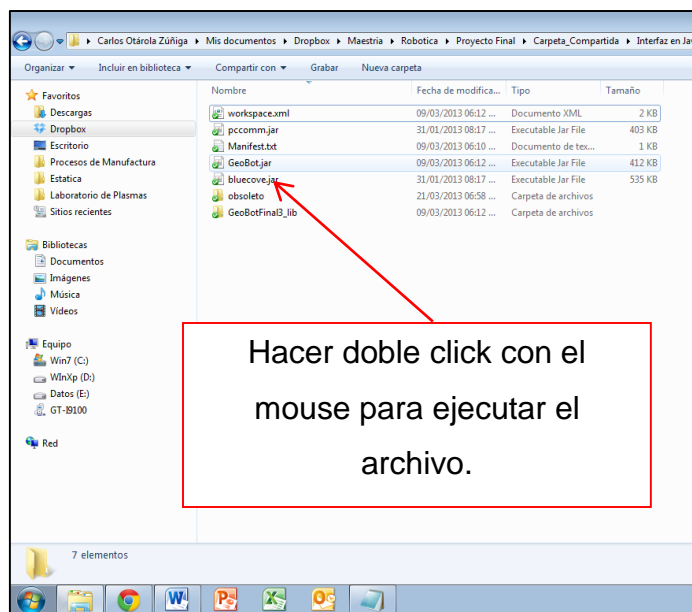 Carlos Otárola Zúñiga ▸ Mis documentos ▸ Dropbox ▸ Maestria ▸ Robotica ▸ Proyecto Final ▸ Carpeta_Compartida ▸ Interfaz en Jav
Organizar Incluir en biblioteca Compartir con Grabar Nueva carpeta
Nombre Fecha de modifica... Tipo Tamaño
Favoritos
Descargas
Dropbox
Escritorio
Procesos de Manufactura
Estatica
Laboratorio de Plasmas
Sitios recientes
Bibliotecas
Documentos
Imágenes
Música
Vídeos
Equipo
Win7 (C:)
WInXp (D:)
Datos (E:)
GT-I9100
Red
workspace.xml 09/03/2013 06:12 ... Documento XML 2 KB
pccomm.jar 31/01/2013 08:17 ... Executable Jar File 403 KB
Manifest.txt 09/03/2013 06:10 ... Documento de tex... 1 KB
GeoBot.jar 09/03/2013 06:12 ... Executable Jar File 412 KB
bluecove.jar 31/01/2013 08:17 ... Executable Jar File 535 KB
obsoleto 21/03/2013 06:58 ... Carpeta de archivos
GeoBotFinal3_lib 09/03/2013 06:12 ... Carpeta de archivos
Hacer doble click con el
mouse para ejecutar el
archivo.
7 elementos